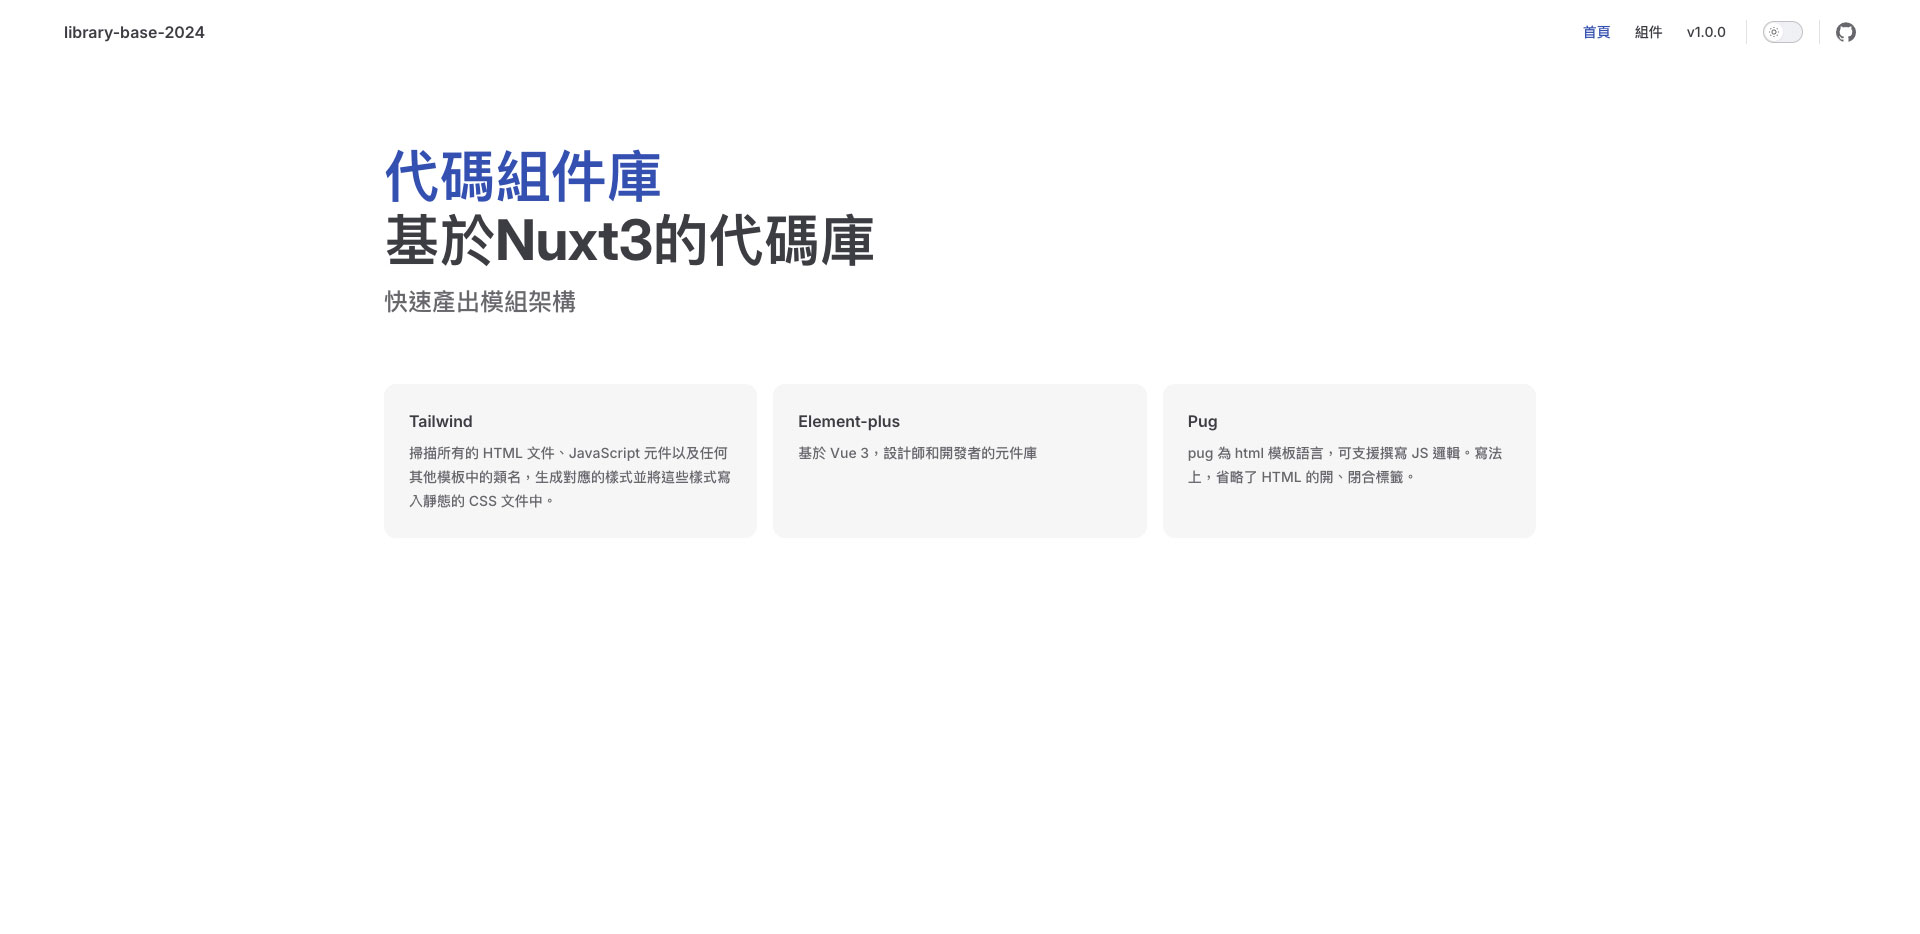 library-base-2024
首頁
組件
v1.0.0
代碼組件庫
基於Nuxt3的代碼庫
快速產出模組架構
Tailwind
掃描所有的 HTML 文件、JavaScript 元件以及任何
其他模板中的類名，生成對應的樣式並將這些樣式寫
入靜態的 CSS 文件中。
Element-plus
基於 Vue 3，設計師和開發者的元件庫
Pug
pug 為 html 模板語言，可支援撰寫 JS 邏輯。寫法
上，省略了 HTML 的開、閉合標籤。